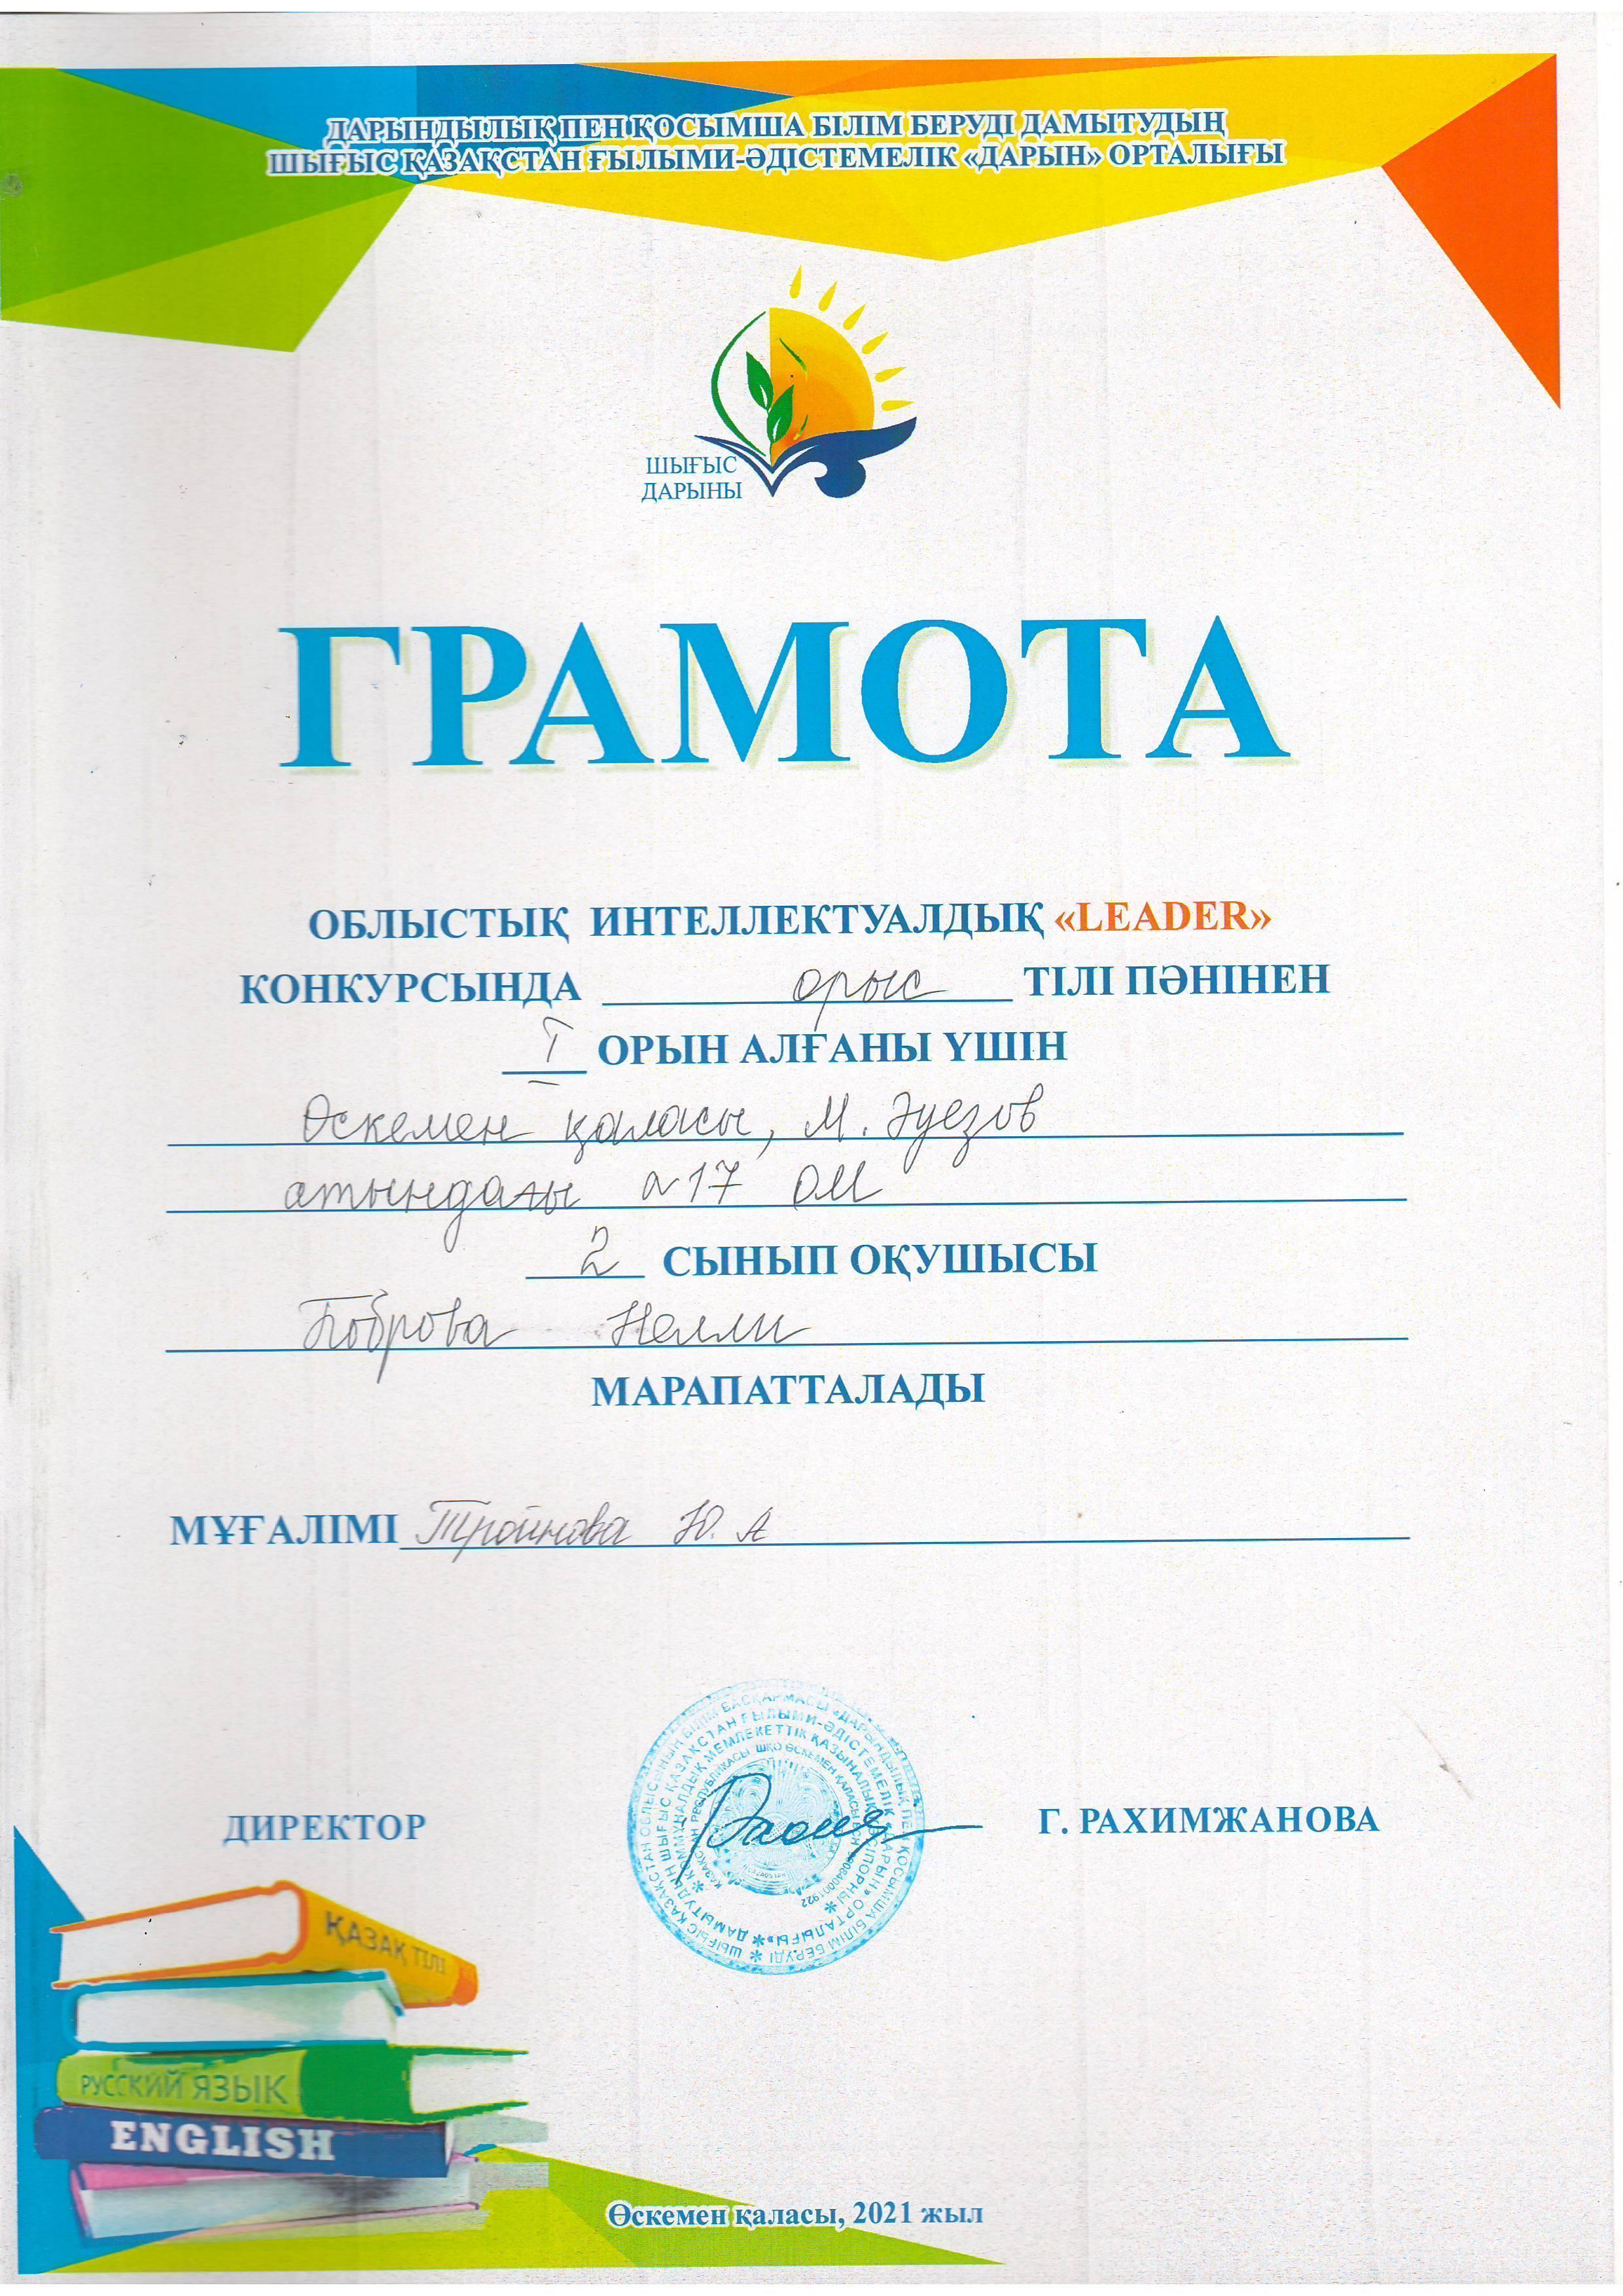 ДАРЫНДЫЛЫҚ ПЕН ҚОСЫМША БІЛІМ БЕРУДІ ДАМЫТУДЫҢ
ШЫҒЫС ҚАЗАҚСТАН ҒЫЛЫМИ-ӘДІСТЕМЕЛІК «ДАРЫН» ОРТАЛЫҒЫ
ШЫҒЫС
ДАРЫНЫ
ГРАМОТА
ОБЛЫСТЫҚ ИНТЕЛЛЕКТУАЛДЫҚ «LEADER»
КОНКУРСЫНДА орыс ТІЛІ ПӘНІНЕН
I ОРЫН АЛҒАНЫ ҮШІН
Өскемен қаласы, М. Әуезов
атындағы №17 ОМ
2 СЫНЫП ОҚУШЫСЫ
Боброва Нелли
МАРАПАТТАЛАДЫ
МҰҒАЛІМІ Тройнова Ю. А
ДИРЕКТОР
Г. РАХИМЖАНОВА
ҚАЗАҚ ТІЛІ
РУССКИЙ ЯЗЫК
ENGLISH
Өскемен қаласы, 2021 жыл